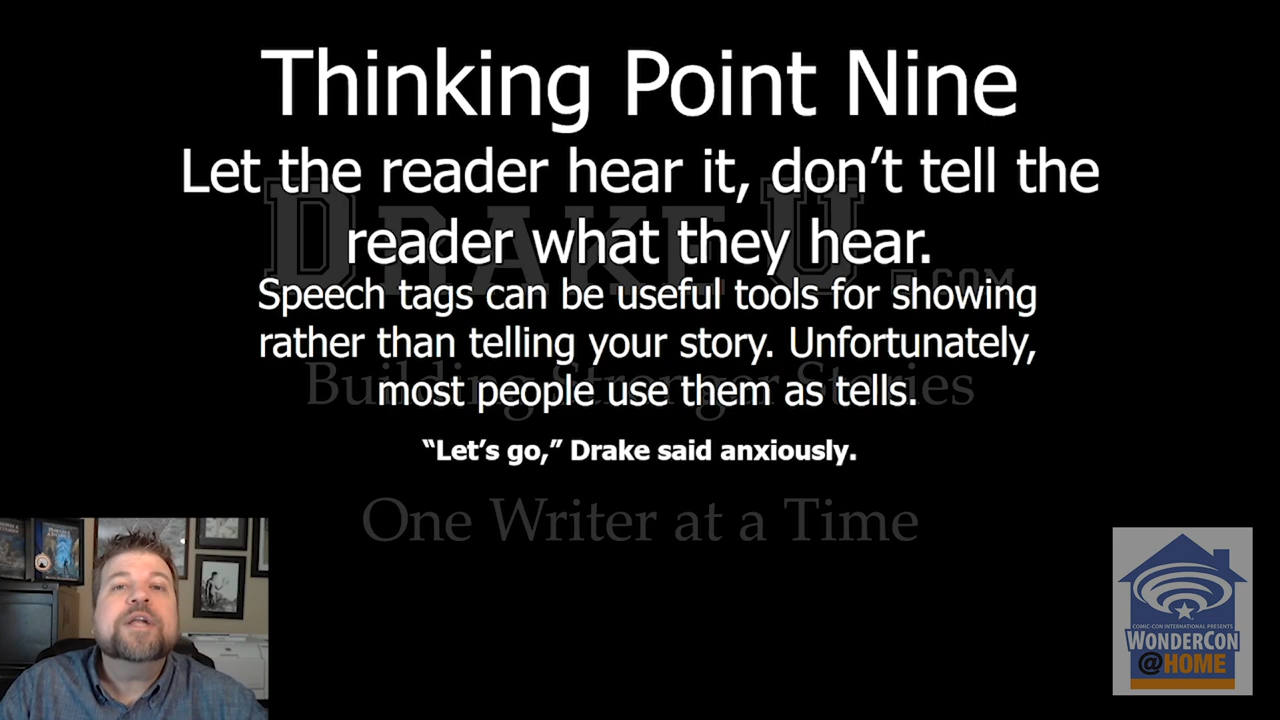 Thinking Point Nine
Let the reader hear it, don’t tell the
reader what they hear.
DRAKE U
.COM
Speech tags can be useful tools for showing
rather than telling your story. Unfortunately,
Building Stronger Stories
most people use them as tells.
“Let’s go,” Drake said anxiously.
One Writer at a Time
COMIC-CON INTERNATIONAL PRESENTS
WONDERCON
@HOME